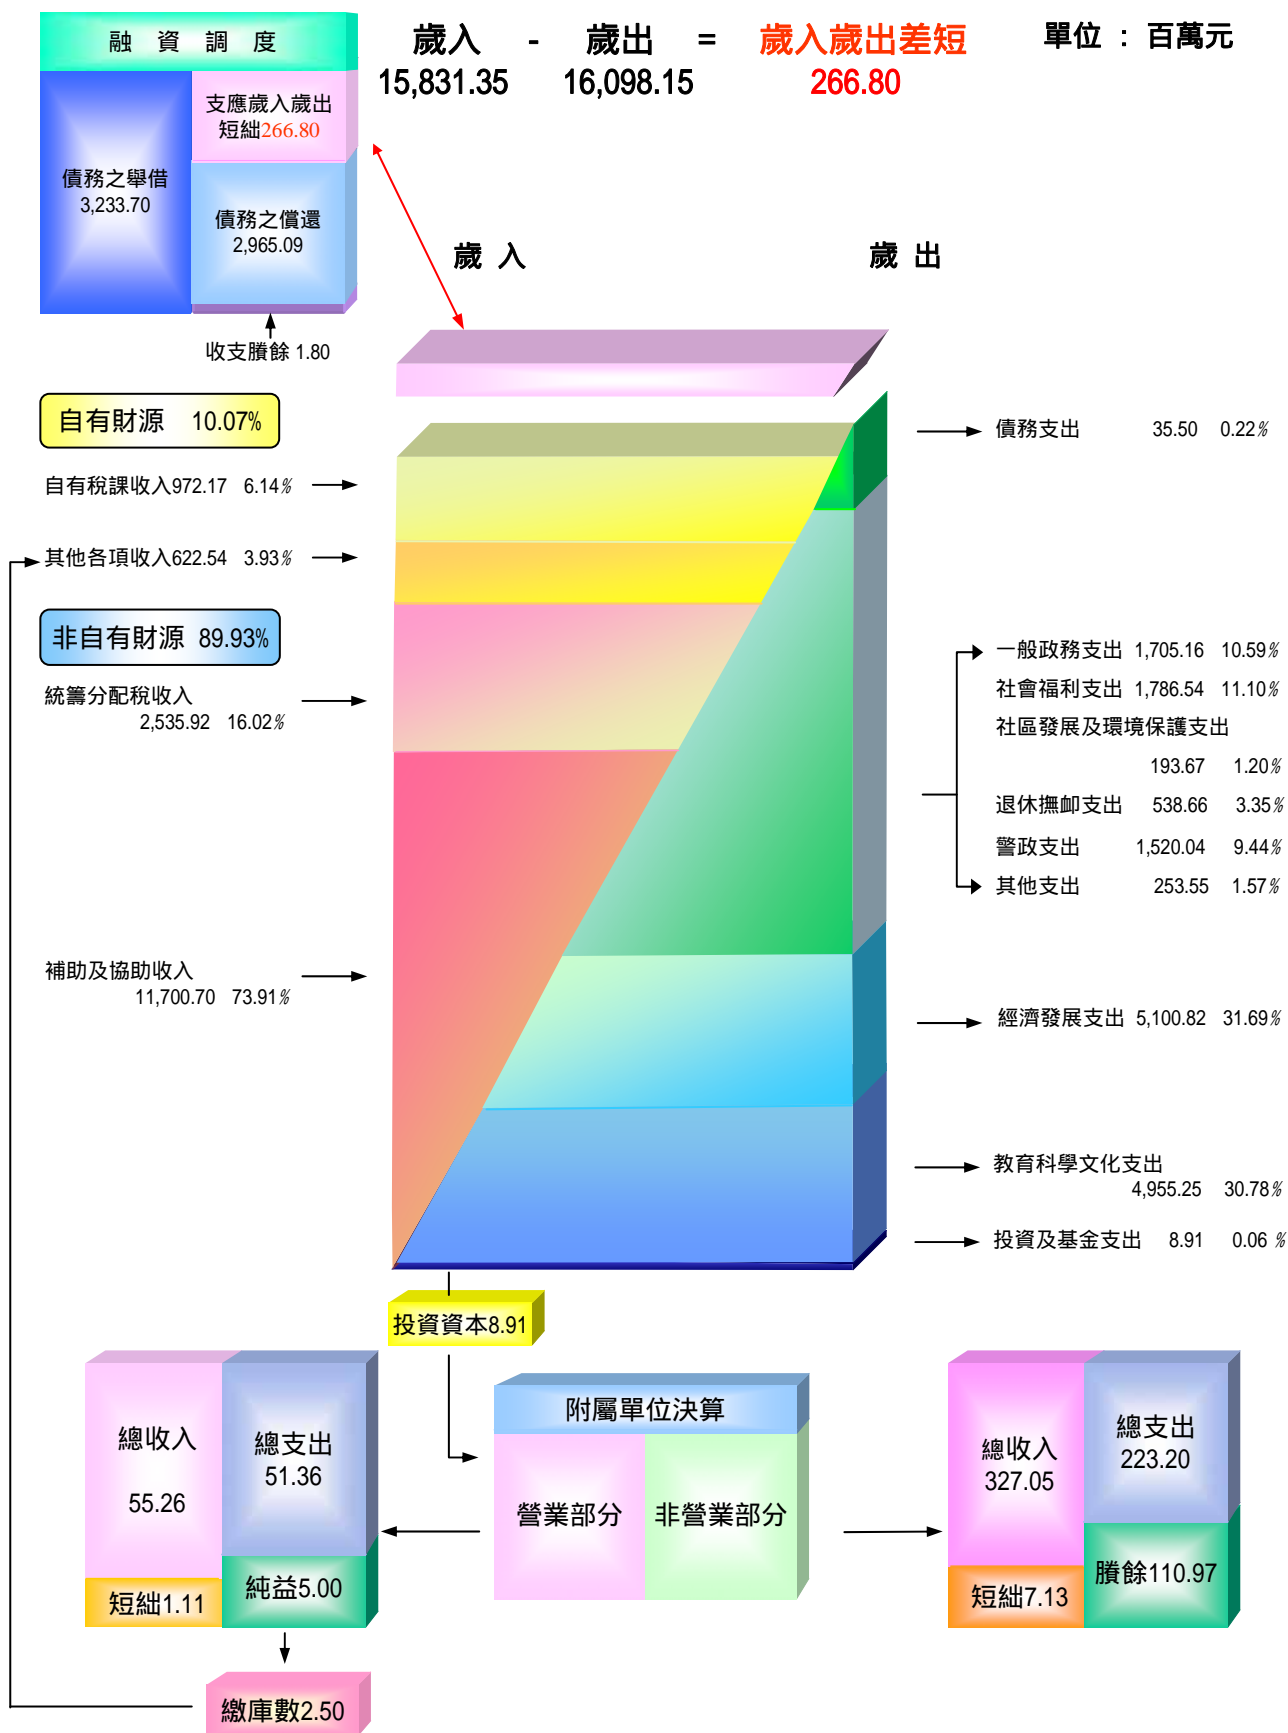 融 資 調 度
歲入 - 歲出 = 歲入歲出差短
單位 : 百萬元
15,831.35 16,098.15 266.80
支應歲入歲出
短絀266.80
債務之舉借
3,233.70
債務之償還
2,965.09
收支賸餘 1.80
歲 入
歲 出
自有財源 10.07%
自有稅課收入972.17 6.14%
其他各項收入622.54 3.93%
非自有財源 89.93%
統籌分配稅收入
2,535.92 16.02%
補助及協助收入
11,700.70 73.91%
債務支出 35.50 0.22%
一般政務支出 1,705.16 10.59%
社會福利支出 1,786.54 11.10%
社區發展及環境保護支出
193.67 1.20%
退休撫卹支出 538.66 3.35%
警政支出 1,520.04 9.44%
其他支出 253.55 1.57%
經濟發展支出 5,100.82 31.69%
教育科學文化支出
4,955.25 30.78%
投資及基金支出 8.91 0.06 %
投資資本8.91
總收入
55.26
總支出
51.36
短絀1.11
純益5.00
繳庫數2.50
附屬單位決算
營業部分
非營業部分
總收入
327.05
總支出
223.20
短絀7.13
賸餘110.97